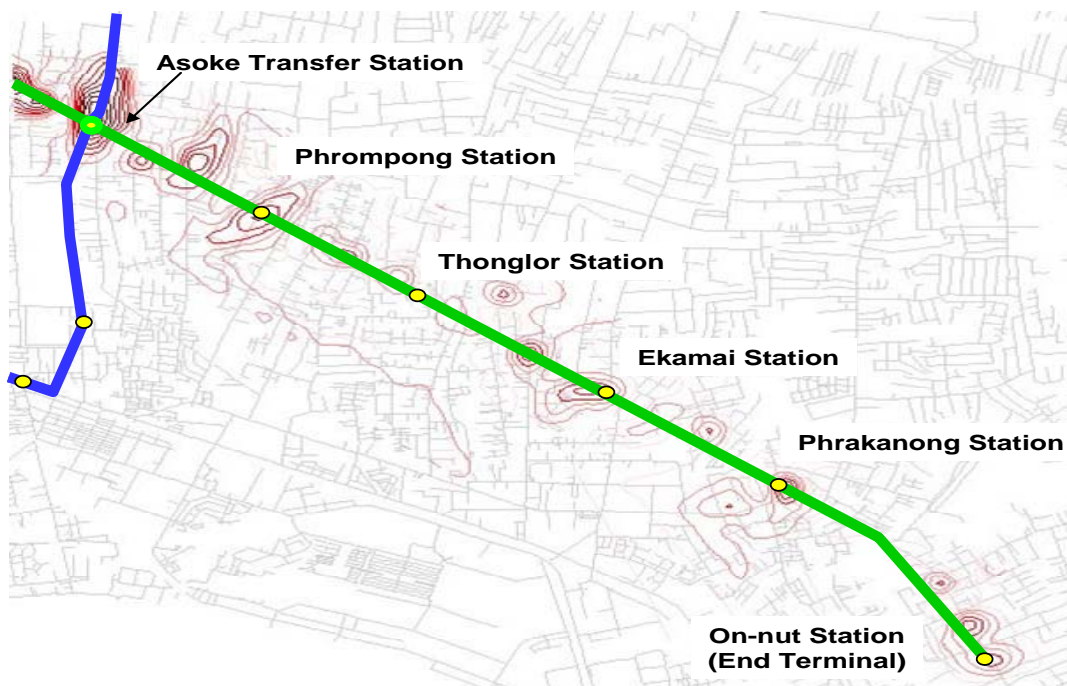 Asoke Transfer Station
Phrompong Station
Thonglor Station
Ekamai Station
Phrakanong Station
On-nut Station
(End Terminal)